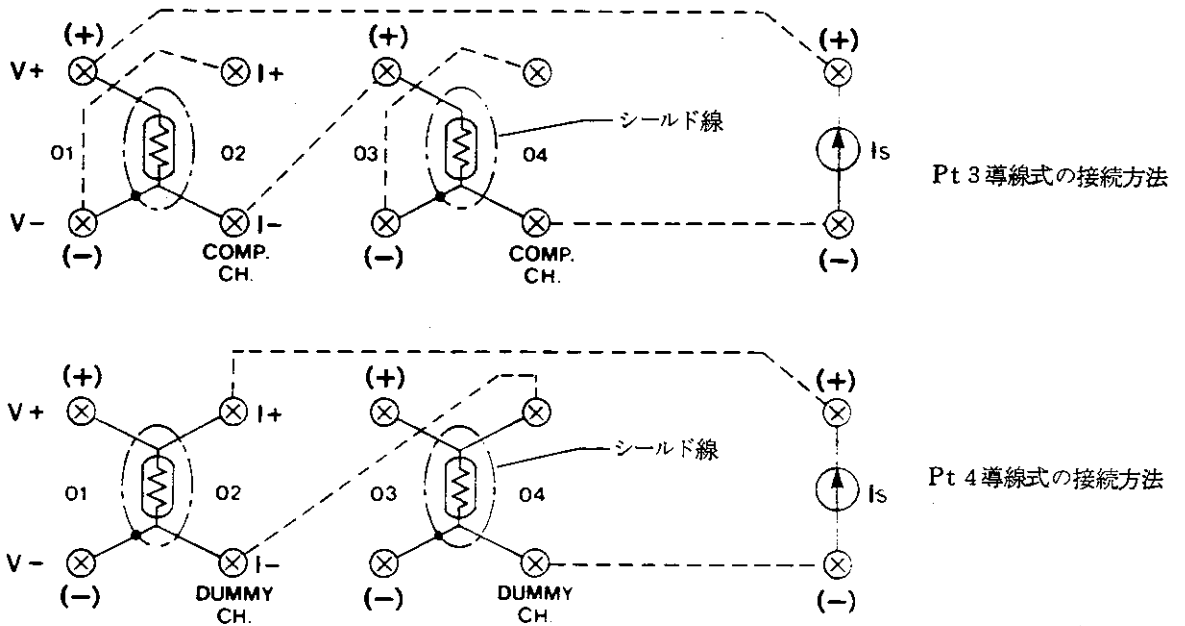 (+) (+) (+)
V+ I+
シールド線
01 02 03 04 Is
Pt 3導線式の接続方法
V- I-
(-) COMP. CH. (-) COMP. CH. (-)
(+) (+) (+)
V+ I+
シールド線
01 02 03 04 Is
Pt 4導線式の接続方法
V- I-
(-) DUMMY CH. (-) DUMMY CH. (-)